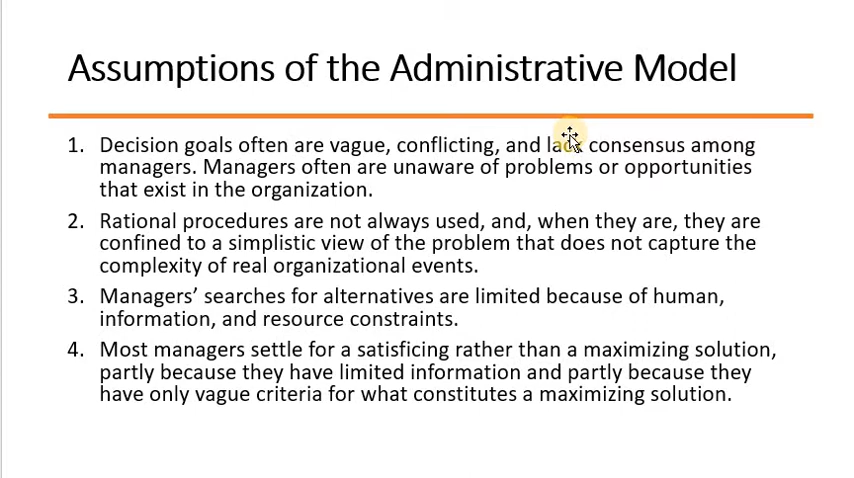 Assumptions of the Administrative Model
1. Decision goals often are vague, conflicting, and lack consensus among
managers. Managers often are unaware of problems or opportunities
that exist in the organization.
2. Rational procedures are not always used, and, when they are, they are
confined to a simplistic view of the problem that does not capture the
complexity of real organizational events.
3. Managers’ searches for alternatives are limited because of human,
information, and resource constraints.
4. Most managers settle for a satisficing rather than a maximizing solution,
partly because they have limited information and partly because they
have only vague criteria for what constitutes a maximizing solution.